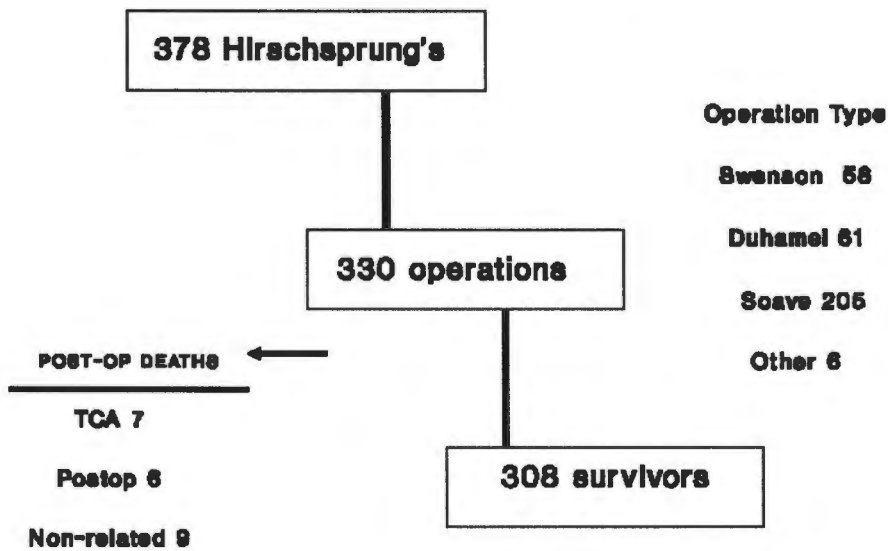 378 Hirschsprung's
Operation Type
Swenson 58
Duhamel 61
Soave 205
Other 6
330 operations
POST-OP DEATHS
TCA 7
Postop 6
Non-related 9
308 survivors